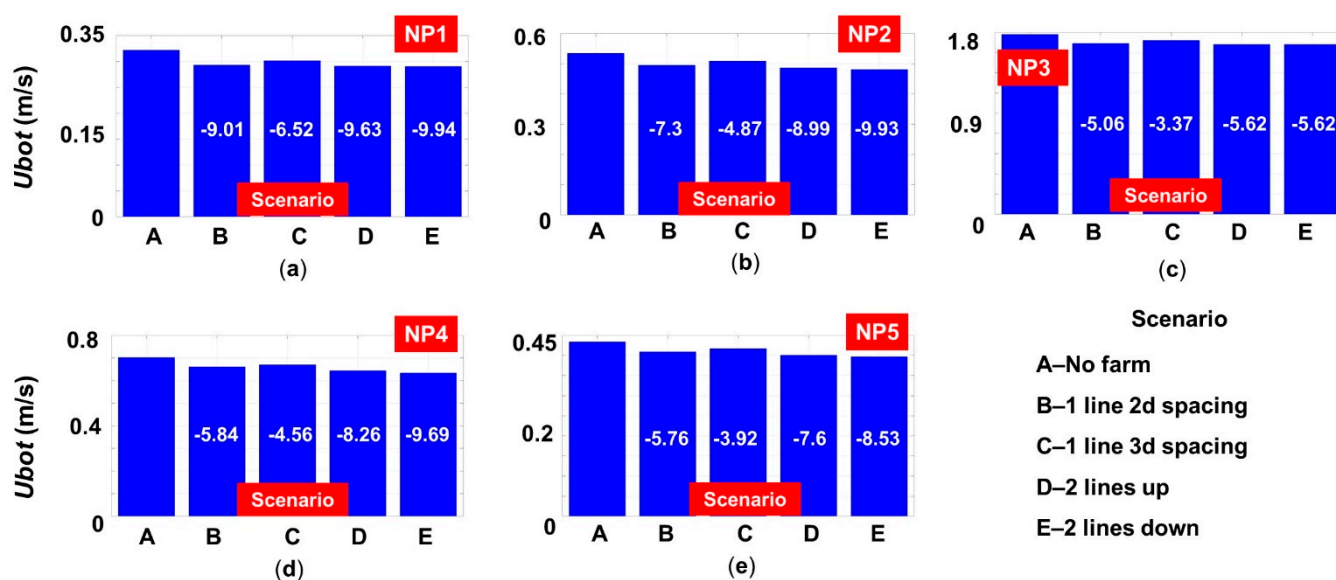 NP1
Ubot (m/s)
0.35
0.15
0
-9.01 -6.52 -9.63 -9.94
Scenario
A B C D E
(a)
NP2
0.6
0.3
0
-7.3 -4.87 -8.99 -9.93
Scenario
A B C D E
(b)
NP3
1.8
0.9
0
-5.06 -3.37 -5.62 -5.62
Scenario
A B C D E
(c)
NP4
Ubot (m/s)
0.8
0.4
0
-5.84 -4.56 -8.26 -9.69
Scenario
A B C D E
(d)
NP5
0.45
0.2
0
-5.76 -3.92 -7.6 -8.53
Scenario
A B C D E
(e)
Scenario
A–No farm
B–1 line 2d spacing
C–1 line 3d spacing
D–2 lines up
E–2 lines down